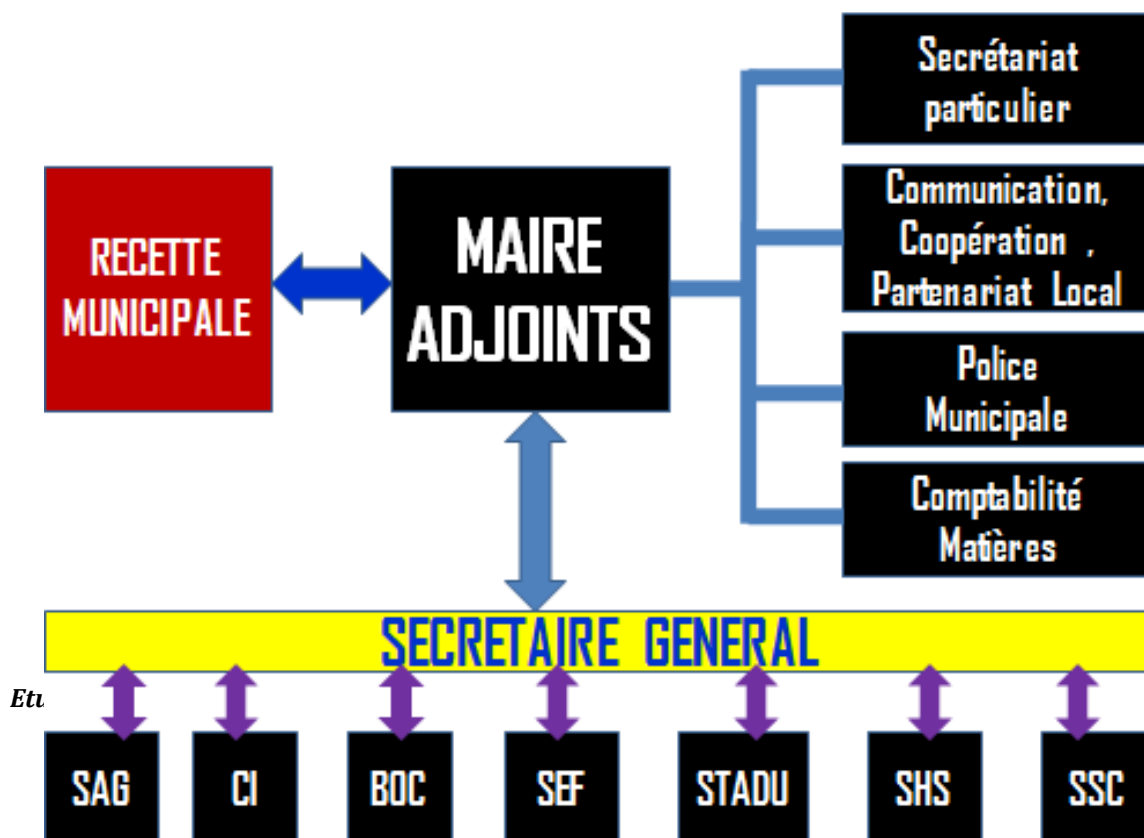 Secrétariat
particulier
Communication,
Coopération ,
Partenariat Local
RECETTE
MUNICIPALE
MAIRE
ADJOINTS
Police
Municipale
Comptabilité
Matières
SECRETAIRE GENERAL
SAG
CI
BOC
SEF
STADU
SHS
SSC